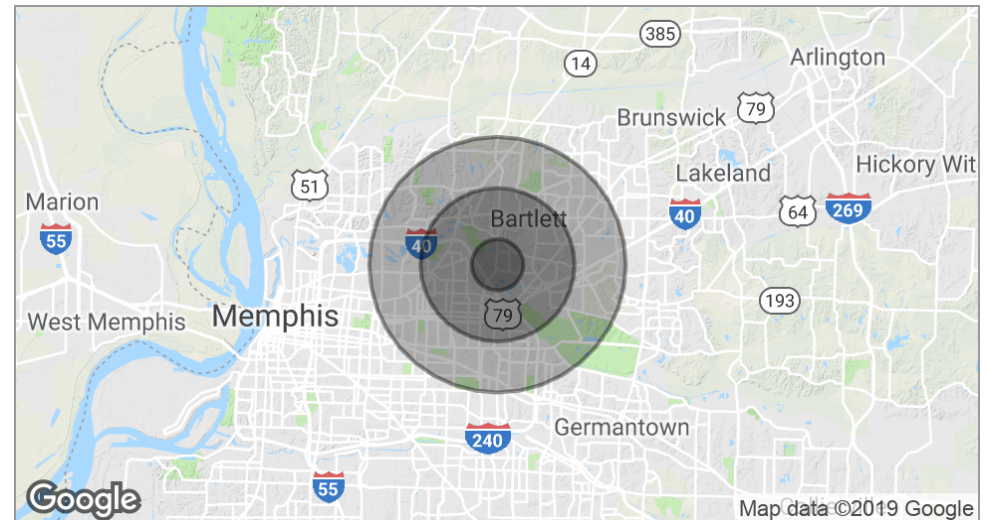 385
14
Arlington
79
Brunswick
Hickory Wit
Lakeland
51
Marion
40
64
269
Bartlett
55
40
193
79
West Memphis
Memphis
Germantown
240
55
Google
Map data ©2019 Google